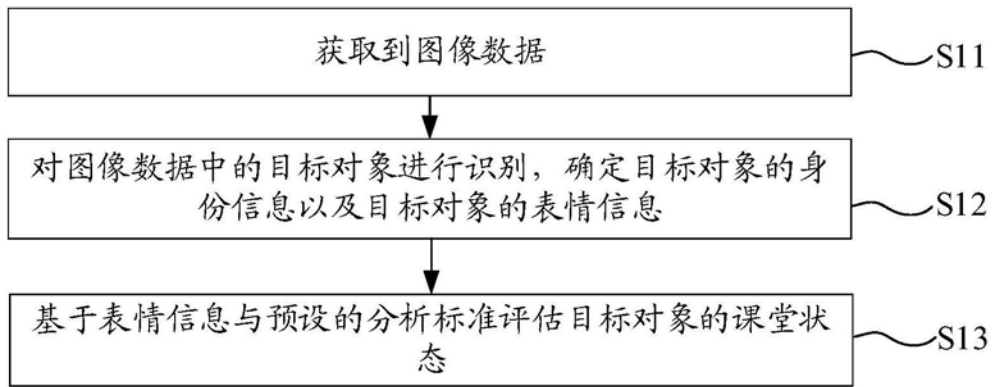 获取到图像数据
S11
对图像数据中的目标对象进行识别，确定目标对象的身
份信息以及目标对象的表情信息
S12
基于表情信息与预设的分析标准评估目标对象的课堂状
态
S13